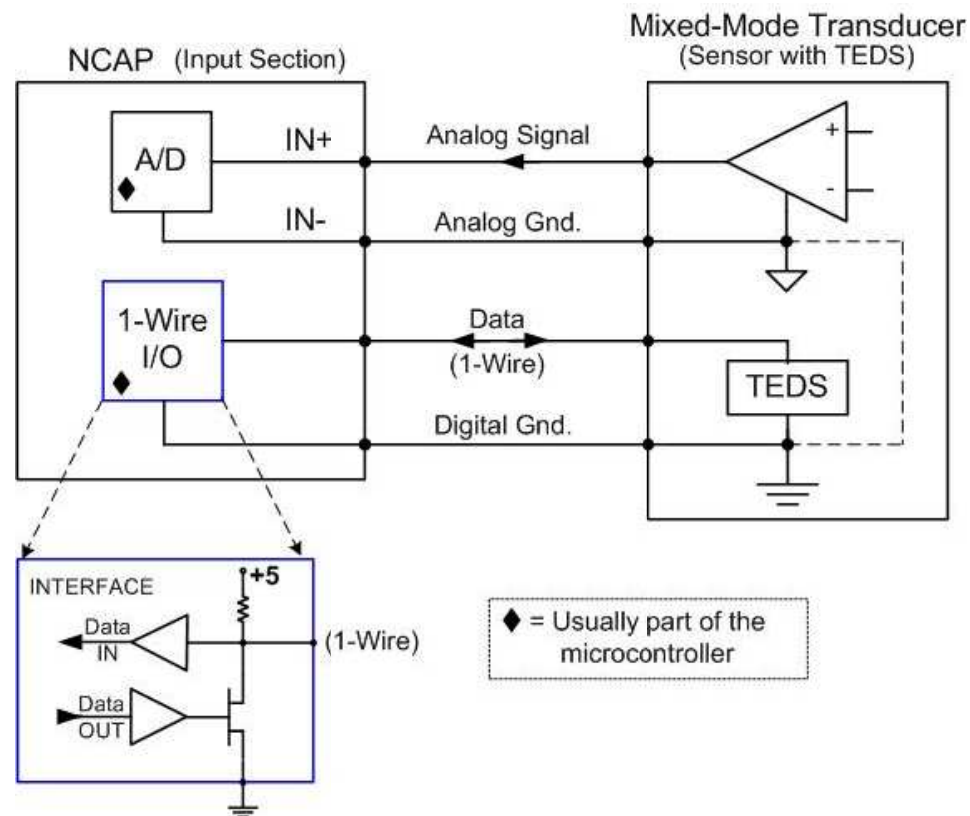 Mixed-Mode Transducer
(Sensor with TEDS)
NCAP (Input Section)
A/D
IN+
IN-
Analog Signal
Analog Gnd.
+
-
1-Wire
I/O
Data
(1-Wire)
Digital Gnd.
TEDS
INTERFACE
+5
Data
IN
(1-Wire)
Data
OUT
♦ = Usually part of the
microcontroller